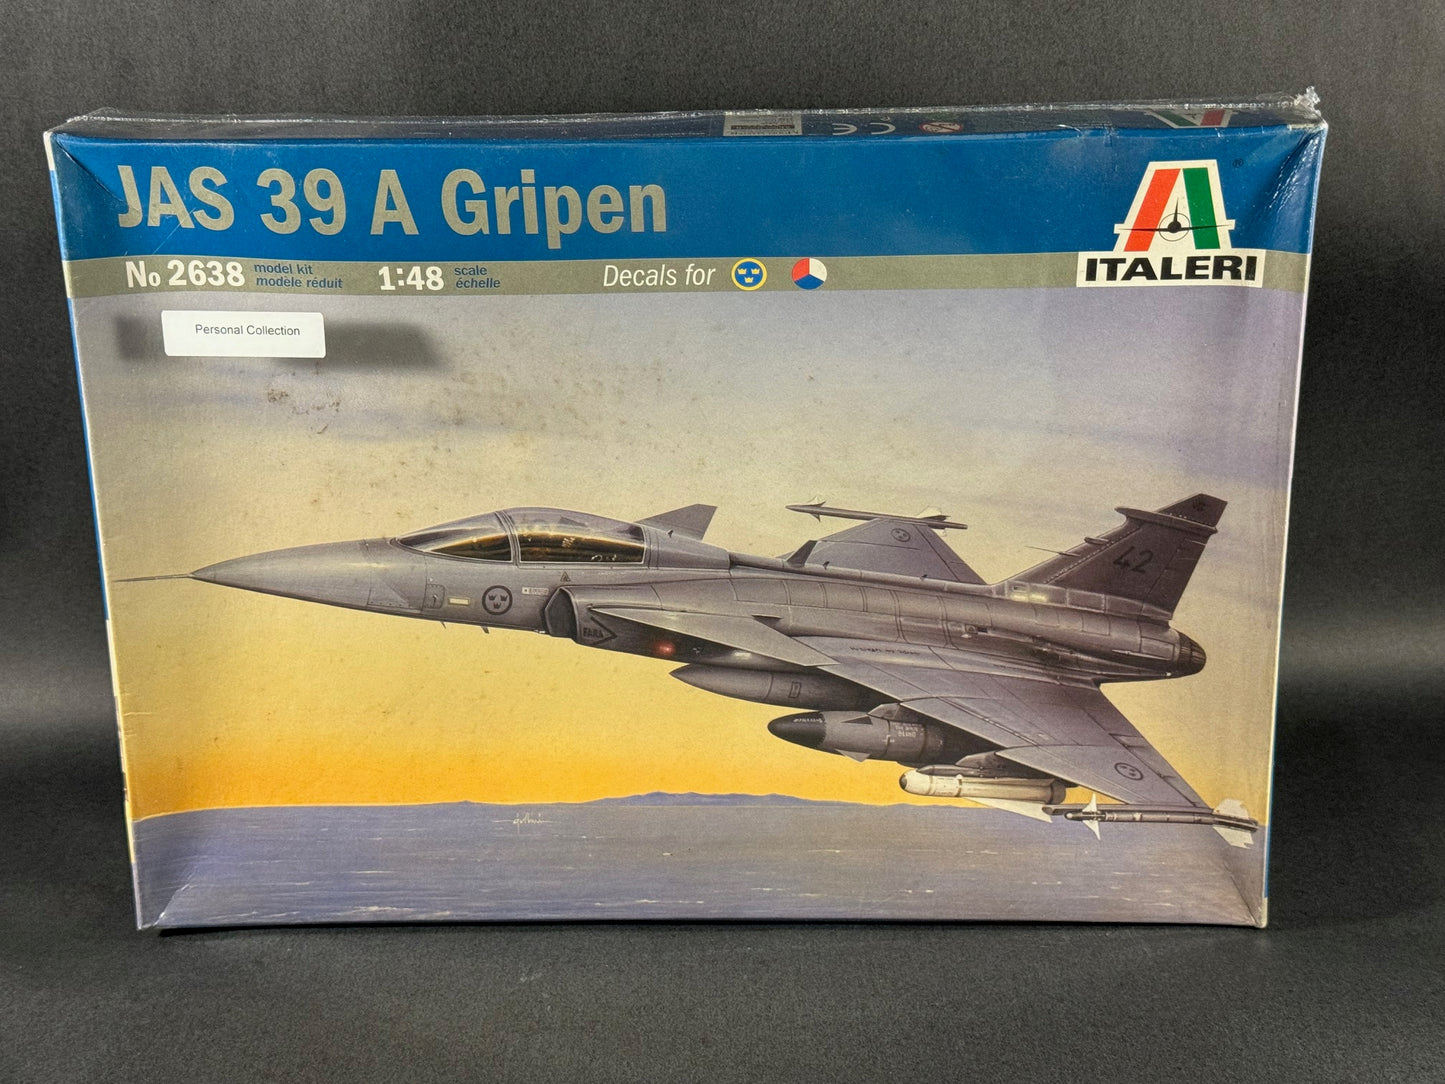 JAS 39 A Gripen
ITALERI
No 2638 model kit
modèle réduit
1:48 scale
échelle
Decals for
Personal Collection
42
FARA